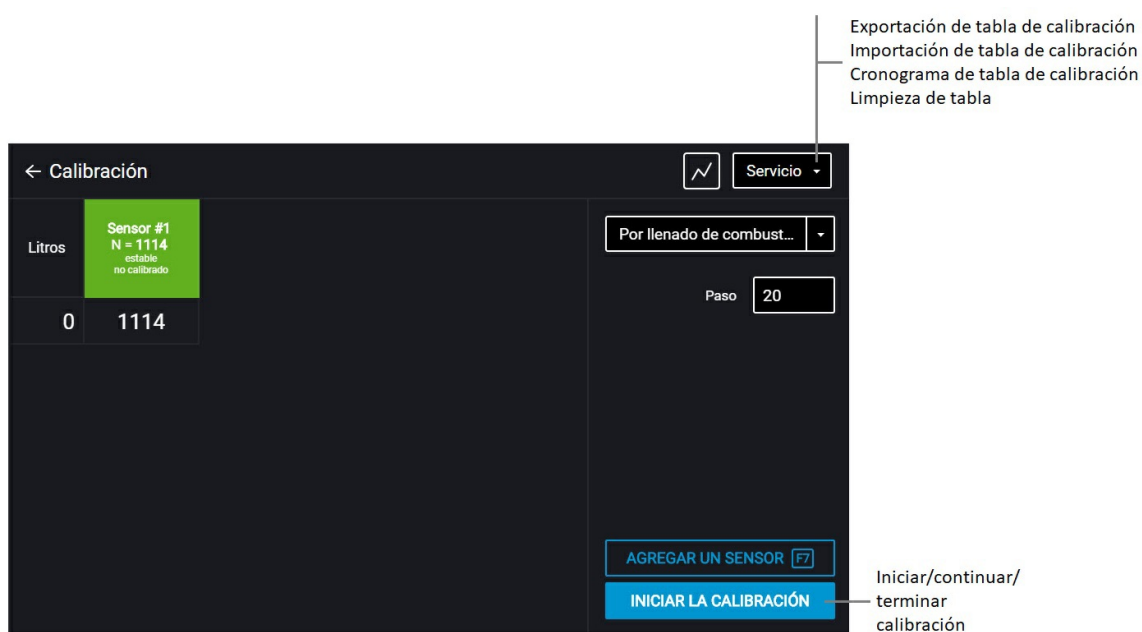 Exportación de tabla de calibración
Importación de tabla de calibración
Cronograma de tabla de calibración
Limpieza de tabla
← Calibración
Servicio
Litros
Sensor #1
N = 1114
estable
no calibrado
Por llenado de combust...
Paso 20
0 1114
AGREGAR UN SENSOR F7
INICIAR LA CALIBRACIÓN
Iniciar/continuar/
terminar
calibración